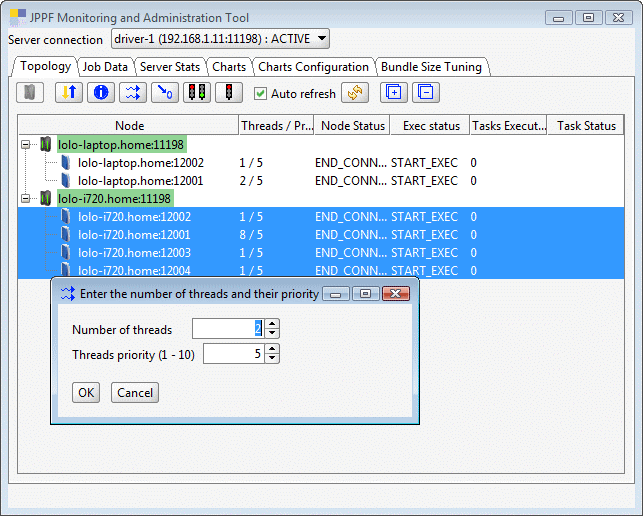 JPPF Monitoring and Administration Tool
Server connection driver-1 (192.168.1.11:11198) : ACTIVE
Topology Job Data Server Stats Charts Charts Configuration Bundle Size Tuning
Auto refresh
Node Threads / Pr... Node Status Exec status Tasks Execut... Task Status
lolo-laptop.home:11198
lolo-laptop.home:12002 1 / 5 END_CONN... START_EXEC 0
lolo-laptop.home:12001 2 / 5 END_CONN... START_EXEC 0
lolo-i720.home:11198
lolo-i720.home:12002 1 / 5 END_CONN... START_EXEC 0
lolo-i720.home:12001 8 / 5 END_CONN... START_EXEC 0
lolo-i720.home:12003 1 / 5 END_CONN... START_EXEC 0
lolo-i720.home:12004 1 / 5 END_CONN... START_EXEC 0
Enter the number of threads and their priority
Number of threads 2
Threads priority (1 - 10) 5
OK Cancel